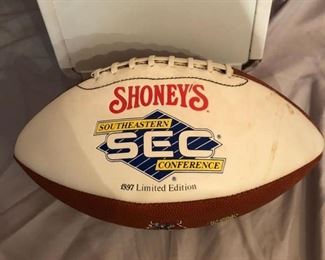 SHONEY'S
®
SOUTHEASTERN
SEC
CONFERENCE
®
1997 Limited Edition